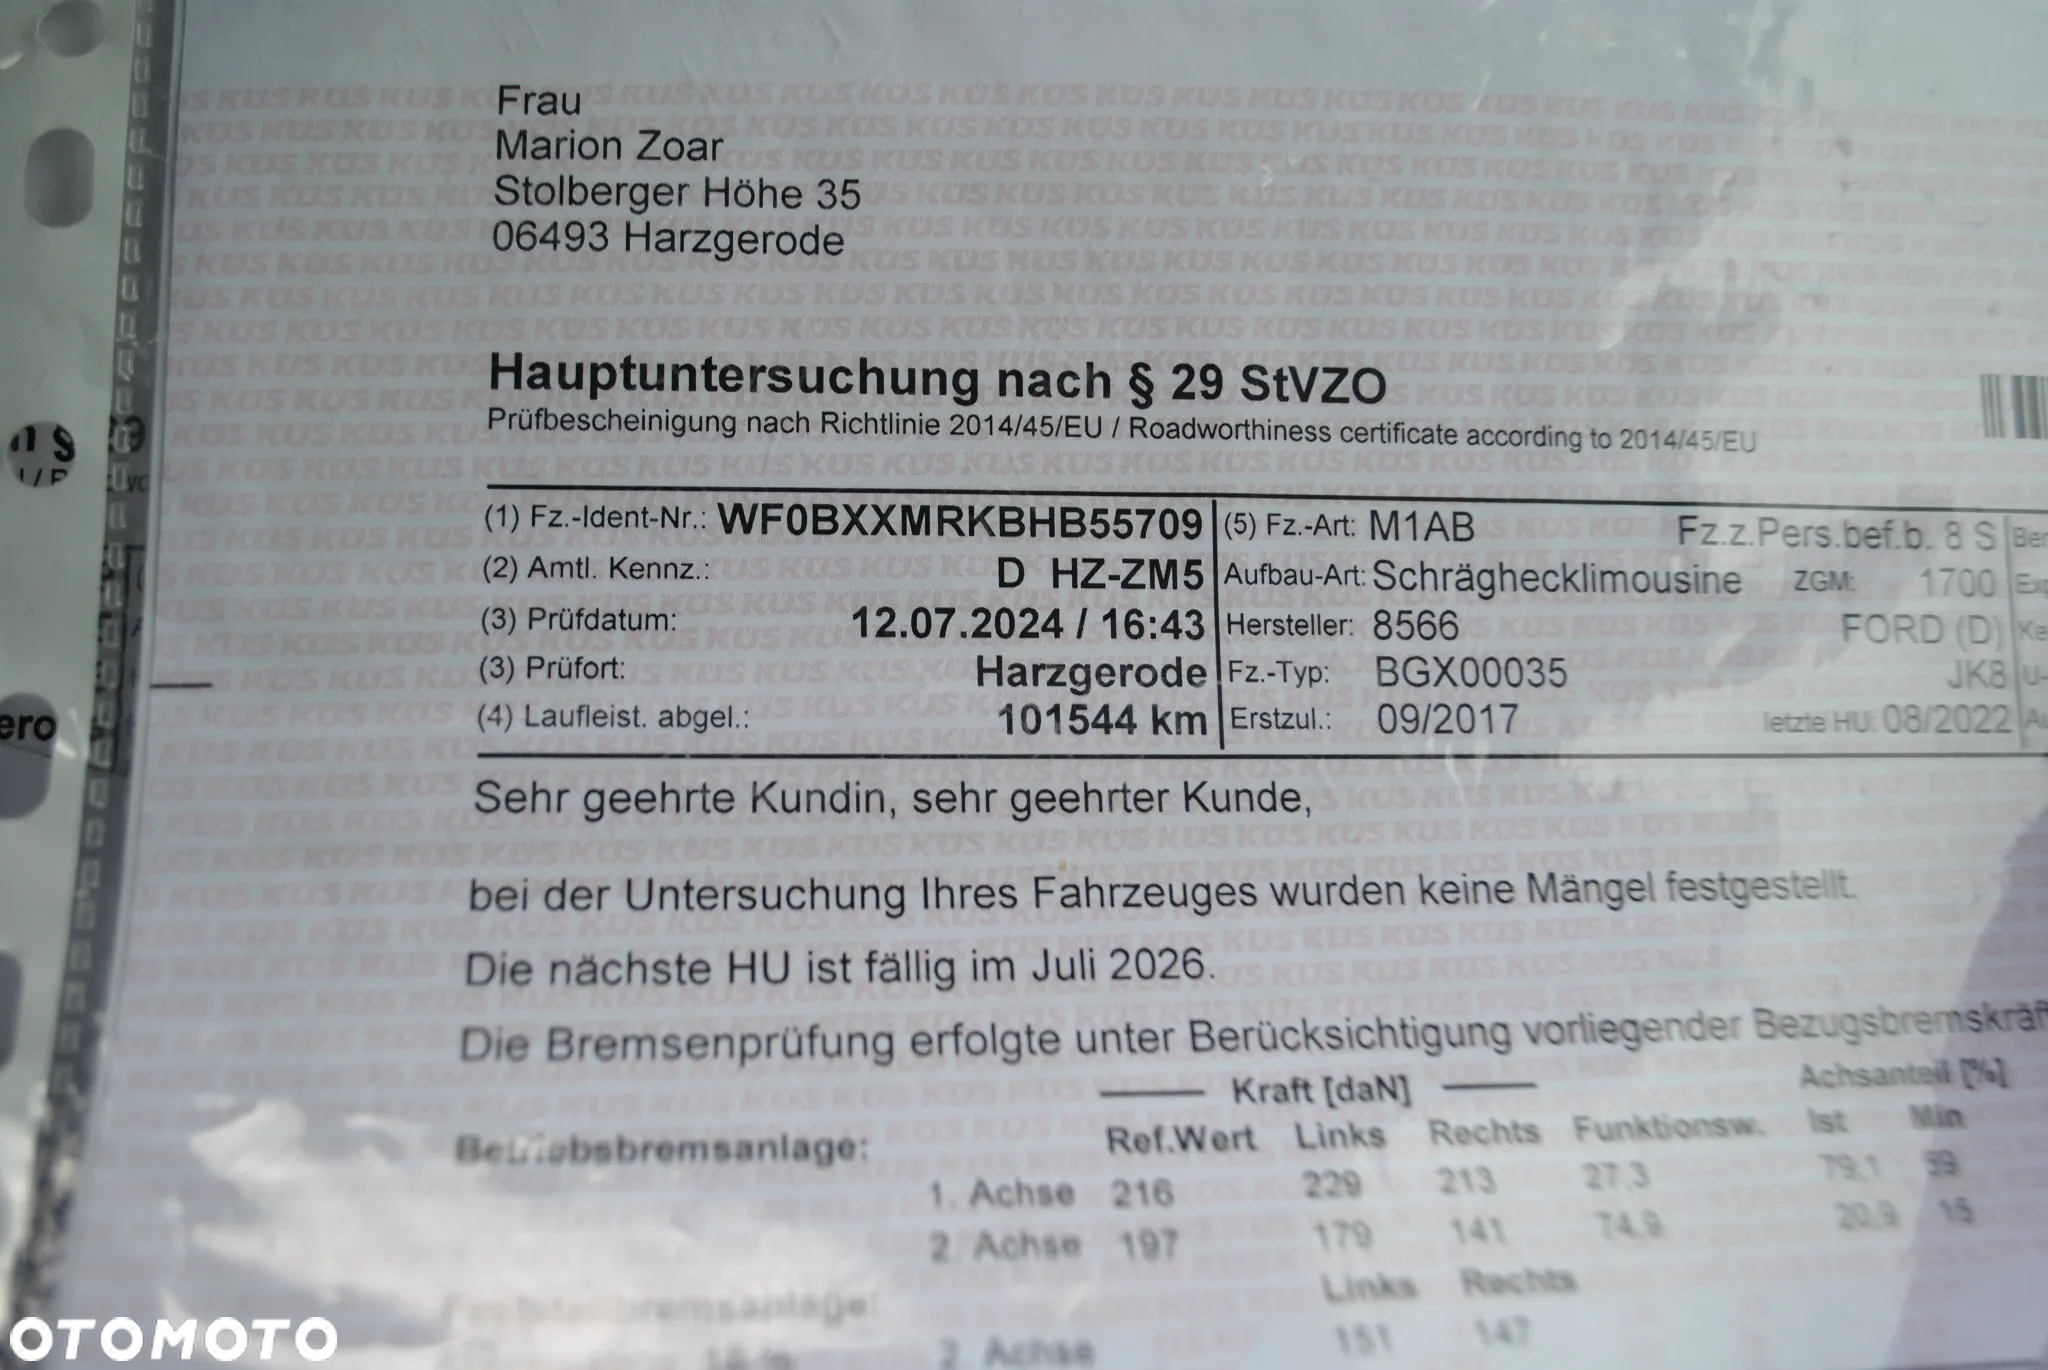 Frau
Marion Zoar
Stolberger Höhe 35
06493 Harzgerode
Hauptuntersuchung nach § 29 StVZO
Prüfbescheinigung nach Richtlinie 2014/45/EU / Roadworthiness certificate according to 2014/45/EU
(1) Fz.-Ident-Nr.: WF0BXXMRKBHB55709 (5) Fz.-Art: M1AB Fz.z.Pers.bef.b. 8 S
(2) Amtl. Kennz.: D HZ-ZM5 Aufbau-Art: Schräghecklimousine ZGM: 1700
(3) Prüfdatum: 12.07.2024 / 16:43 Hersteller: 8566 FORD (D)
(3) Prüfort: Harzgerode Fz.-Typ: BGX00035 JK8
(4) Laufleist. abgel.: 101544 km Erstzul.: 09/2017 letzte HU: 08/2022
Sehr geehrte Kundin, sehr geehrter Kunde,
bei der Untersuchung Ihres Fahrzeuges wurden keine Mängel festgestellt.
Die nächste HU ist fällig im Juli 2026.
Die Bremsenprüfung erfolgte unter Berücksichtigung vorliegender Bezugsbremskräf
Kraft [daN] Achsanteil [%]
Betriebsbremsanlage: Ref.Wert Links Rechts Funktionsw. Ist Min
1. Achse 216 229 213 27,3 79,1 59
2. Achse 197 179 141 74,9 20,9 15
Links Rechts
2. Achse 151 147
OTOMOTO